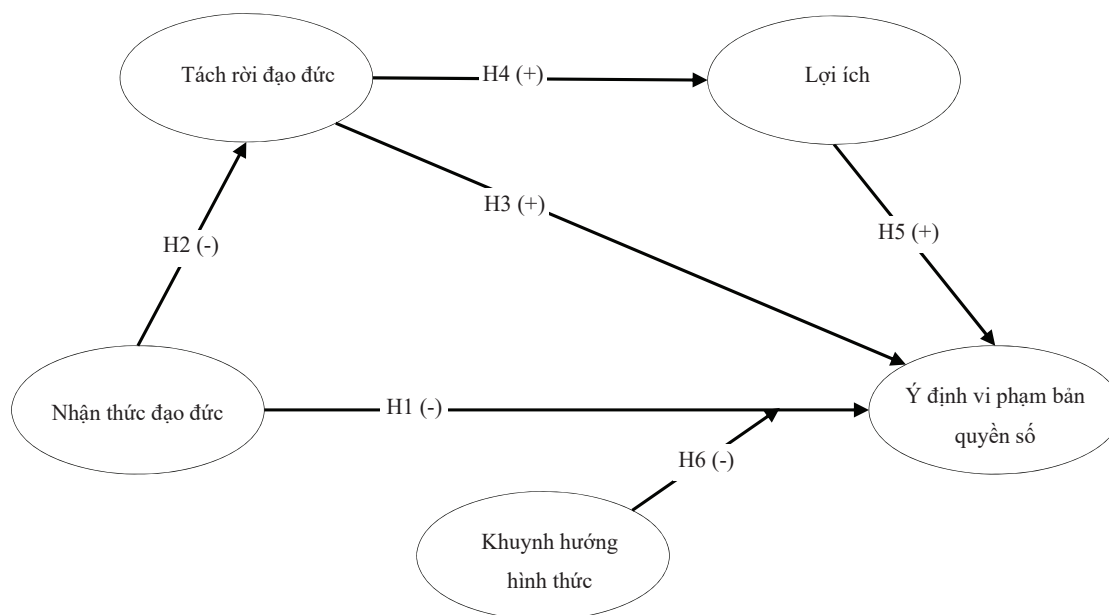 Tách rời đạo đức
H4 (+)
Lợi ích
H3 (+)
H5 (+)
H2 (-)
Nhận thức đạo đức
H1 (-)
Ý định vi phạm bản
quyền số
H6 (-)
Khuynh hướng
hình thức